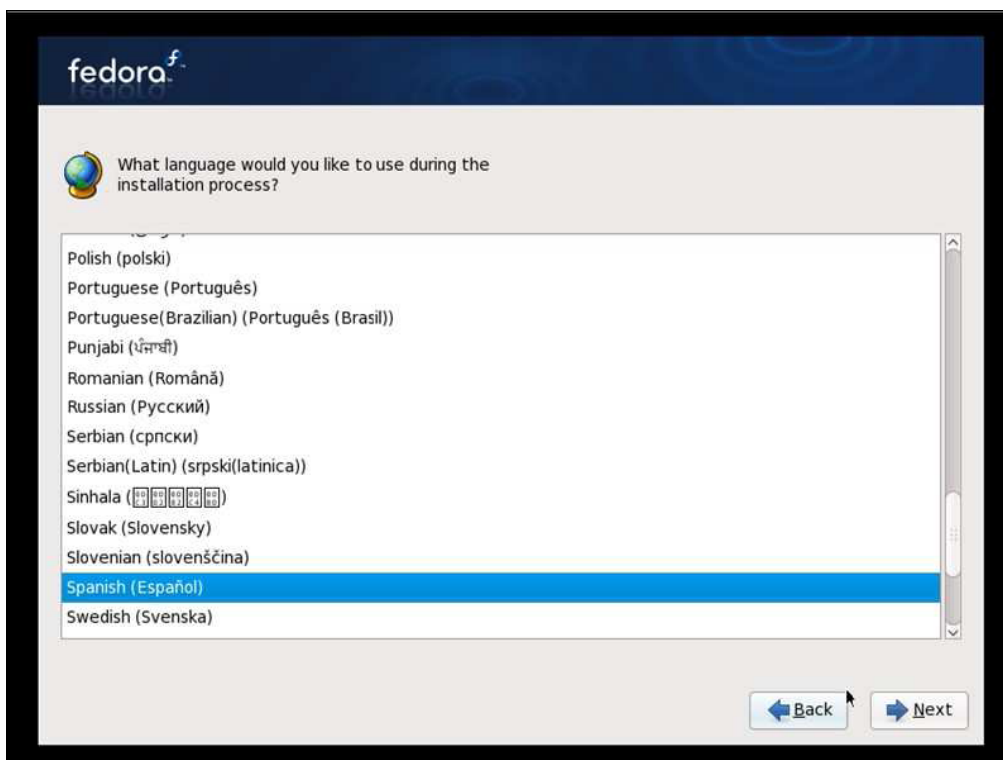 fedora
What language would you like to use during the
installation process?
Polish (polski)
Portuguese (Português)
Portuguese(Brazilian) (Português (Brasil))
Punjabi (ਪੰਜਾਬੀ)
Romanian (Română)
Russian (Русский)
Serbian (српски)
Serbian(Latin) (srpski(latinica))
Sinhala ()
Slovak (Slovensky)
Slovenian (slovenščina)
Spanish (Español)
Swedish (Svenska)
Back
Next